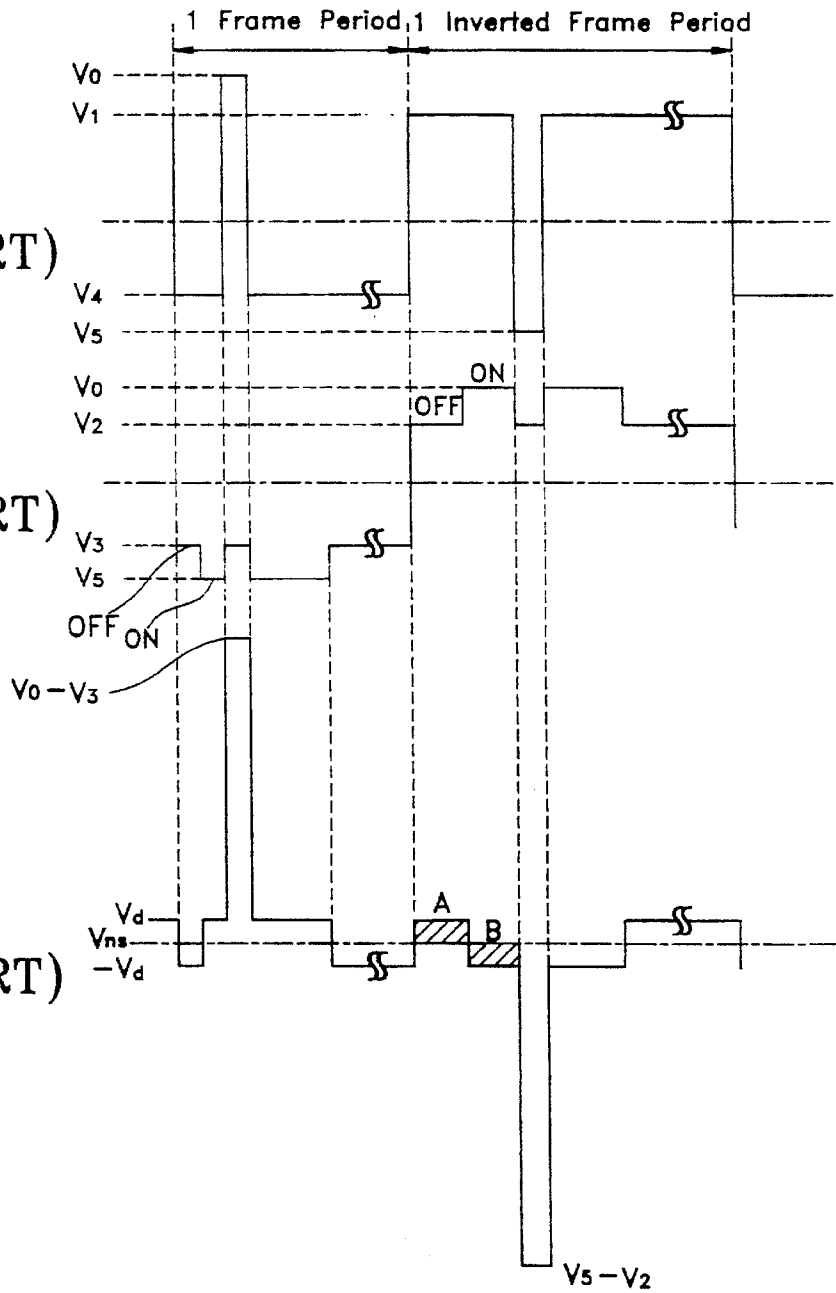 1 Frame Period
1 Inverted Frame Period
V0
V1
RT)
V4
V5
V0
ON
OFF
V2
RT)
V3
V5
OFF
ON
V0-V3
A
Vd
Vns
B
-Vd
RT)
V5-V2